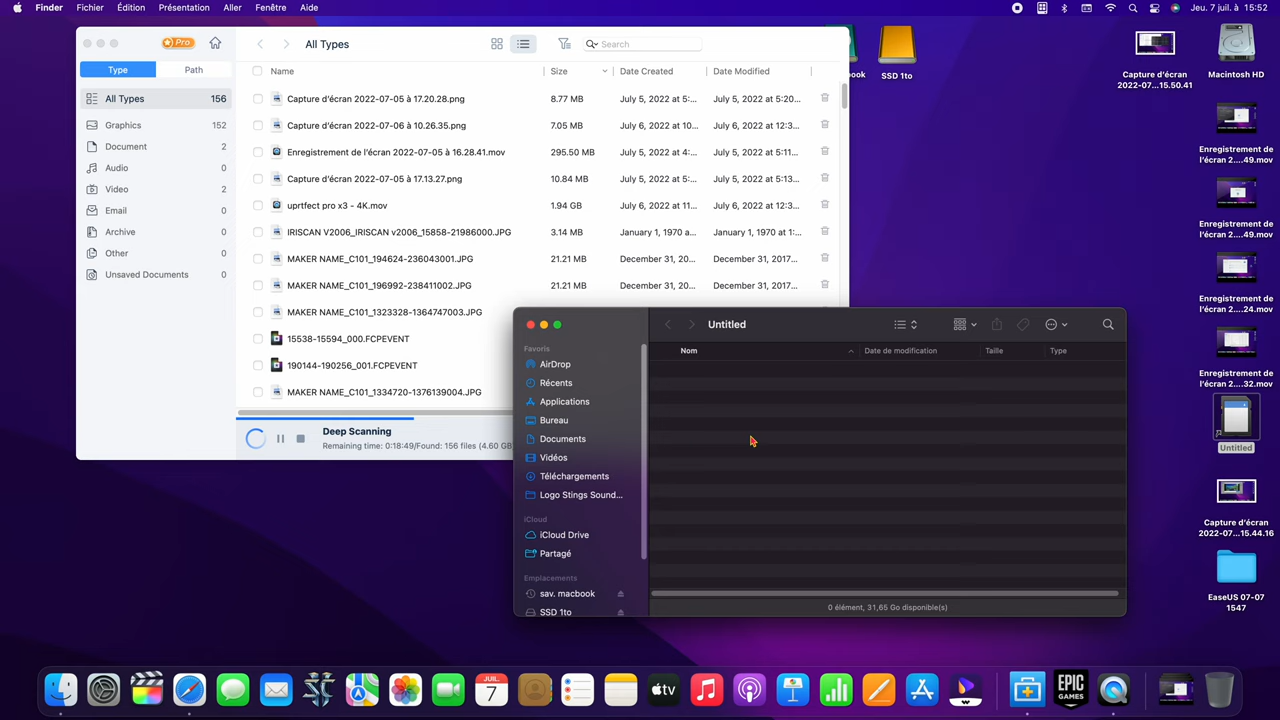 Finder Fichier Édition Présentation Aller Fenêtre Aide Jeu. 7 juil. à 15:52
Pro All Types Search
Type Path
Name Size Date Created Date Modified
All Types 156
Graphics 152
Document 2
Audio 0
Video 2
Email 0
Archive 0
Other 0
Unsaved Documents 0
Capture d'écran 2022-07-05 à 17.20.28.png 8.77 MB July 5, 2022 at 5:... July 5, 2022 at 5:20...
Capture d'écran 2022-07-06 à 10.26.35.png 7.05 MB July 6, 2022 at 10... July 6, 2022 at 12:3...
Enregistrement de l'écran 2022-07-05 à 16.28.41.mov 295.50 MB July 5, 2022 at 4:... July 5, 2022 at 5:11...
Capture d'écran 2022-07-05 à 17.13.27.png 10.84 MB July 5, 2022 at 5:... July 5, 2022 at 5:13...
uprtfect pro x3 - 4K.mov 1.94 GB July 6, 2022 at 11... July 6, 2022 at 12:3...
IRISCAN V2006_IRISCAN v2006_15858-21986000.JPG 3.14 MB January 1, 1970 a... January 1, 1970 at 1:...
MAKER NAME_C101_194624-236043001.JPG 21.21 MB December 31, 20... December 31, 2017...
MAKER NAME_C101_196992-238411002.JPG 21.21 MB December 31, 20... December 31, 2017...
MAKER NAME_C101_1323328-1364747003.JPG
15538-15594_000.FCPEVENT
190144-190256_001.FCPEVENT
MAKER NAME_C101_1334720-1376139004.JPG
Deep Scanning
Remaining time: 0:18:49/Found: 156 files (4.60 GB
Untitled
Nom Date de modification Taille Type
Favoris
AirDrop
Récents
Applications
Bureau
Documents
Vidéos
Téléchargements
Logo Stings Sound...
iCloud
iCloud Drive
Partagé
Emplacements
sav. macbook
SSD 1to
0 élément, 31,65 Go disponible(s)
ook
SSD 1to
Capture d'écran
2022-07...15.50.41
Macintosh HD
Enregistrement de
l'écran 2....49.mov
Enregistrement de
l'écran 2....49.mov
Enregistrement de
l'écran 2....24.mov
Enregistrement de
l'écran 2....32.mov
Untitled
Capture d'écran
2022-07...15.44.16
EaseUS 07-07
1547
JUIL.
7
tv
EPIC
GAMES